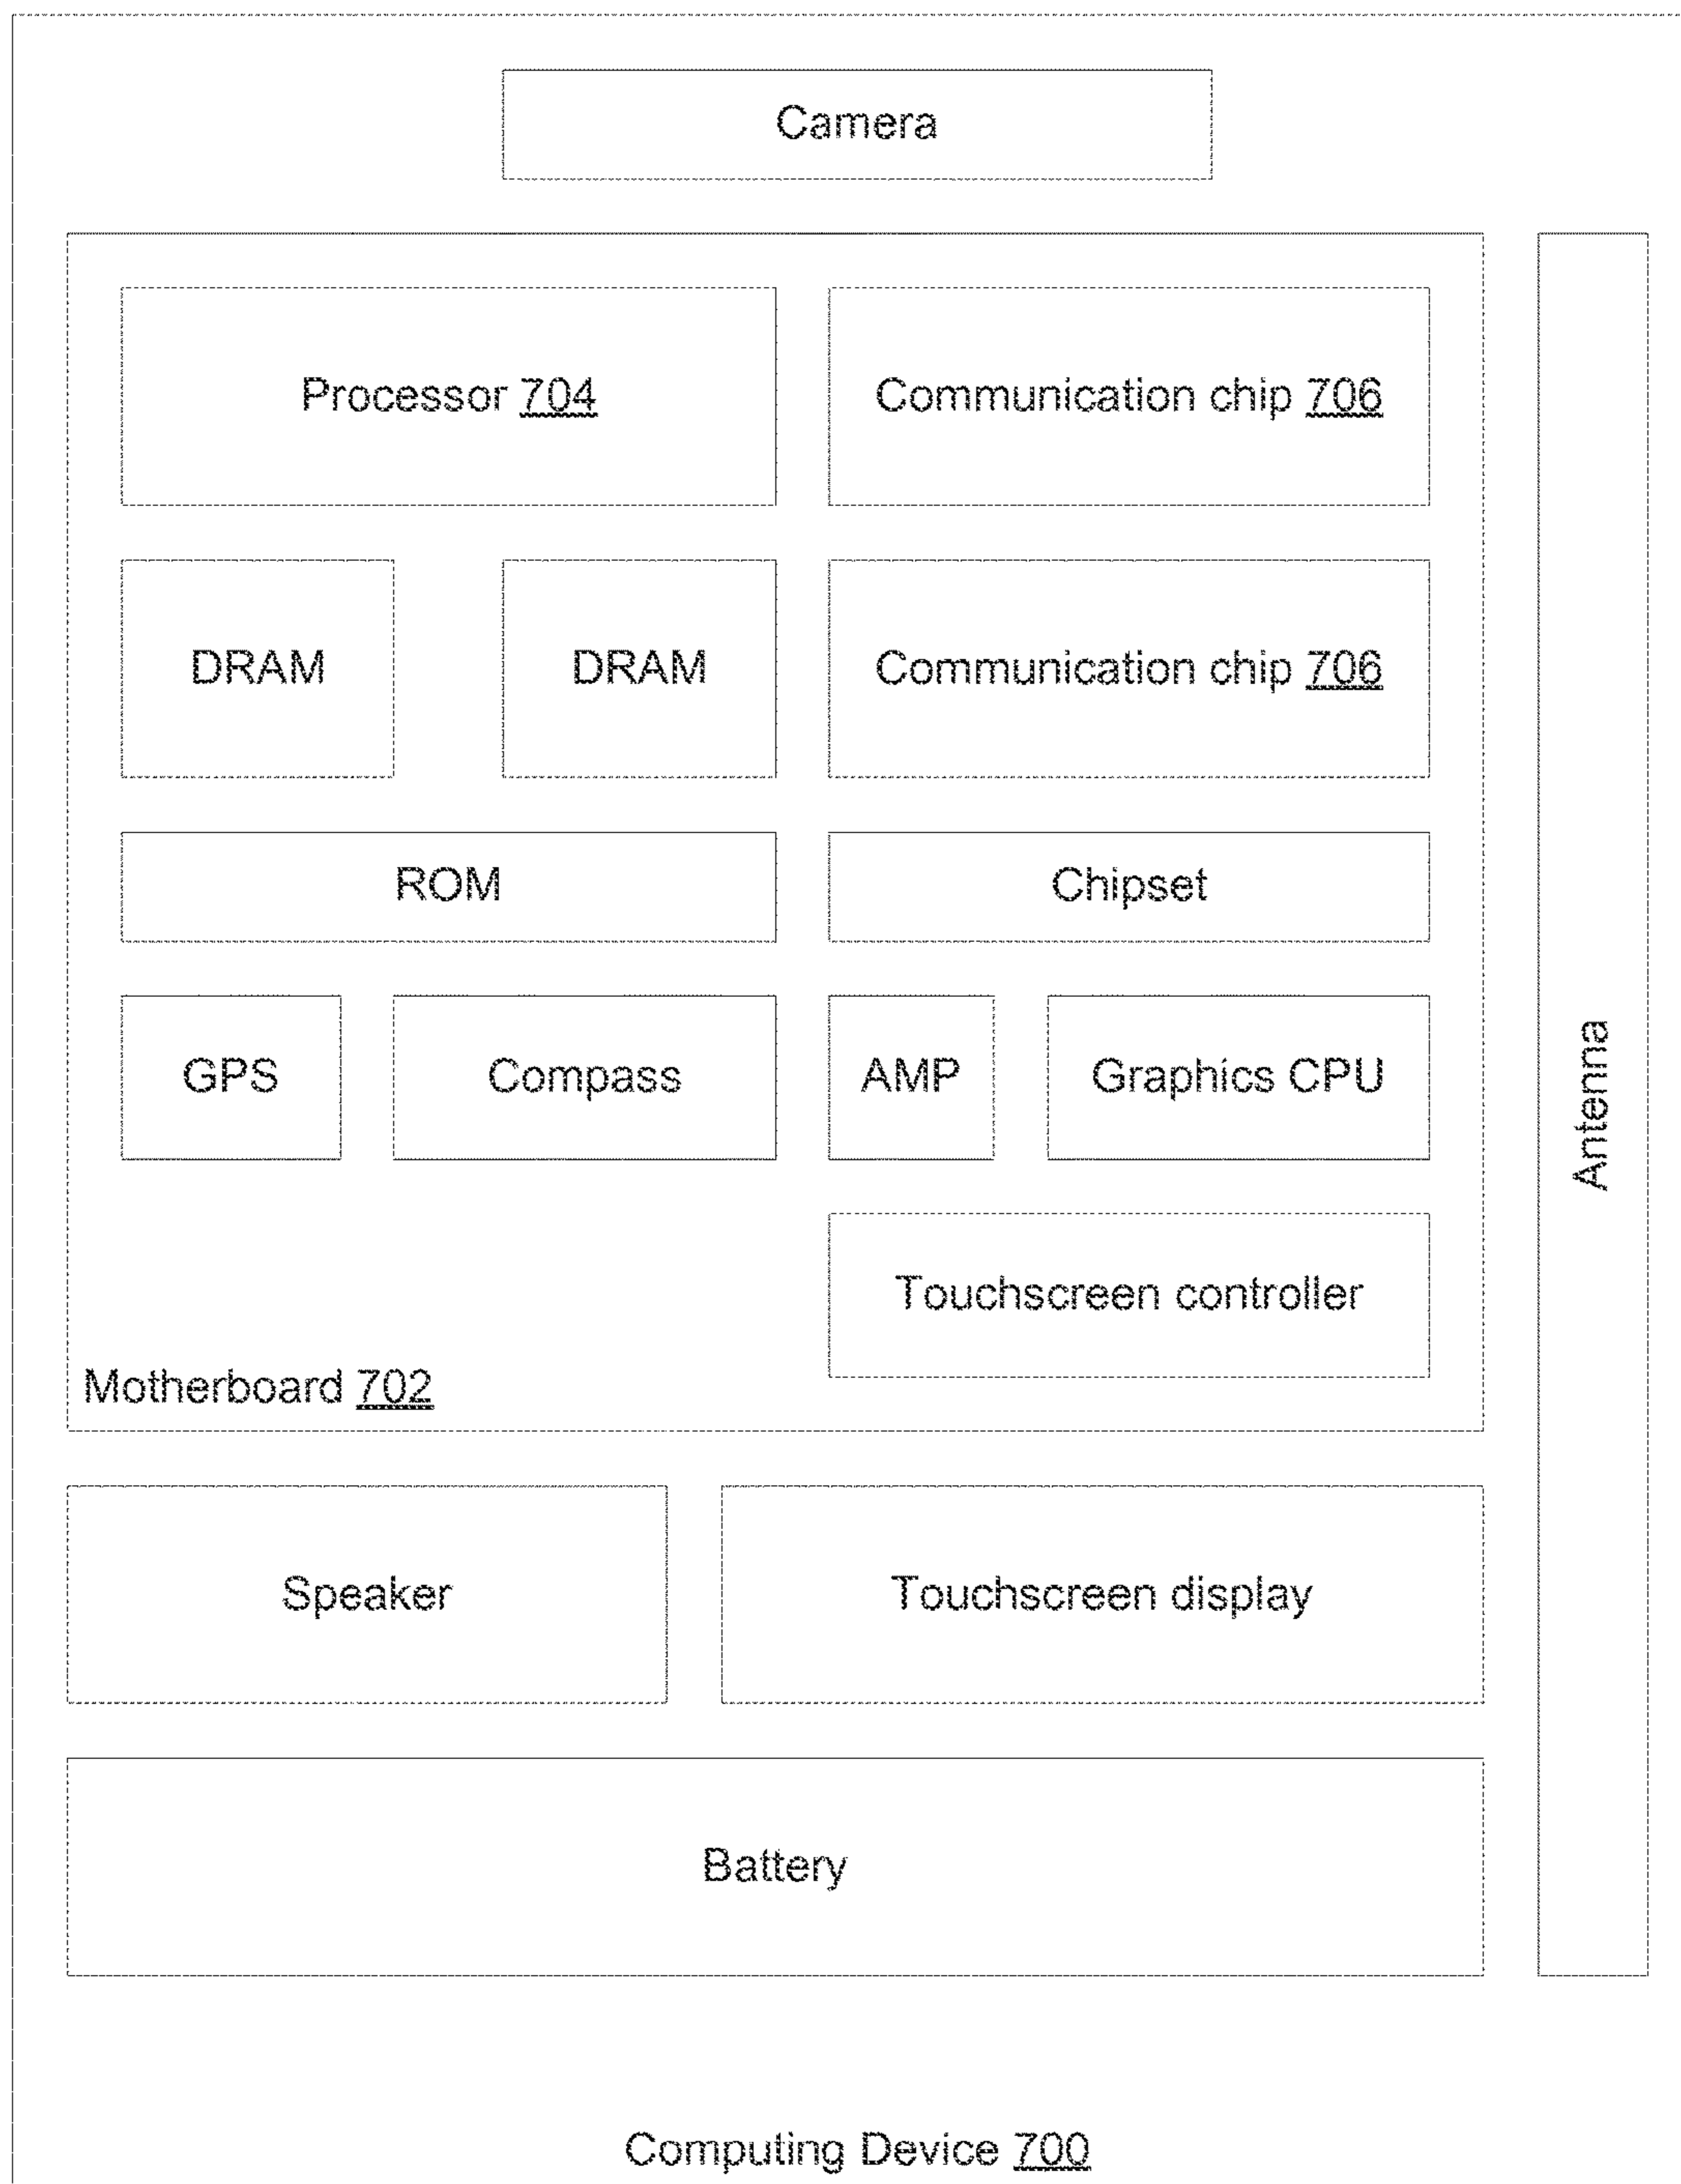 Camera
Processor 704
Communication chip 706
DRAM
DRAM
Communication chip 706
ROM
Chipset
GPS
Compass
AMP
Graphics CPU
Antenna
Touchscreen controller
Motherboard 702
Speaker
Touchscreen display
Battery
Computing Device 700